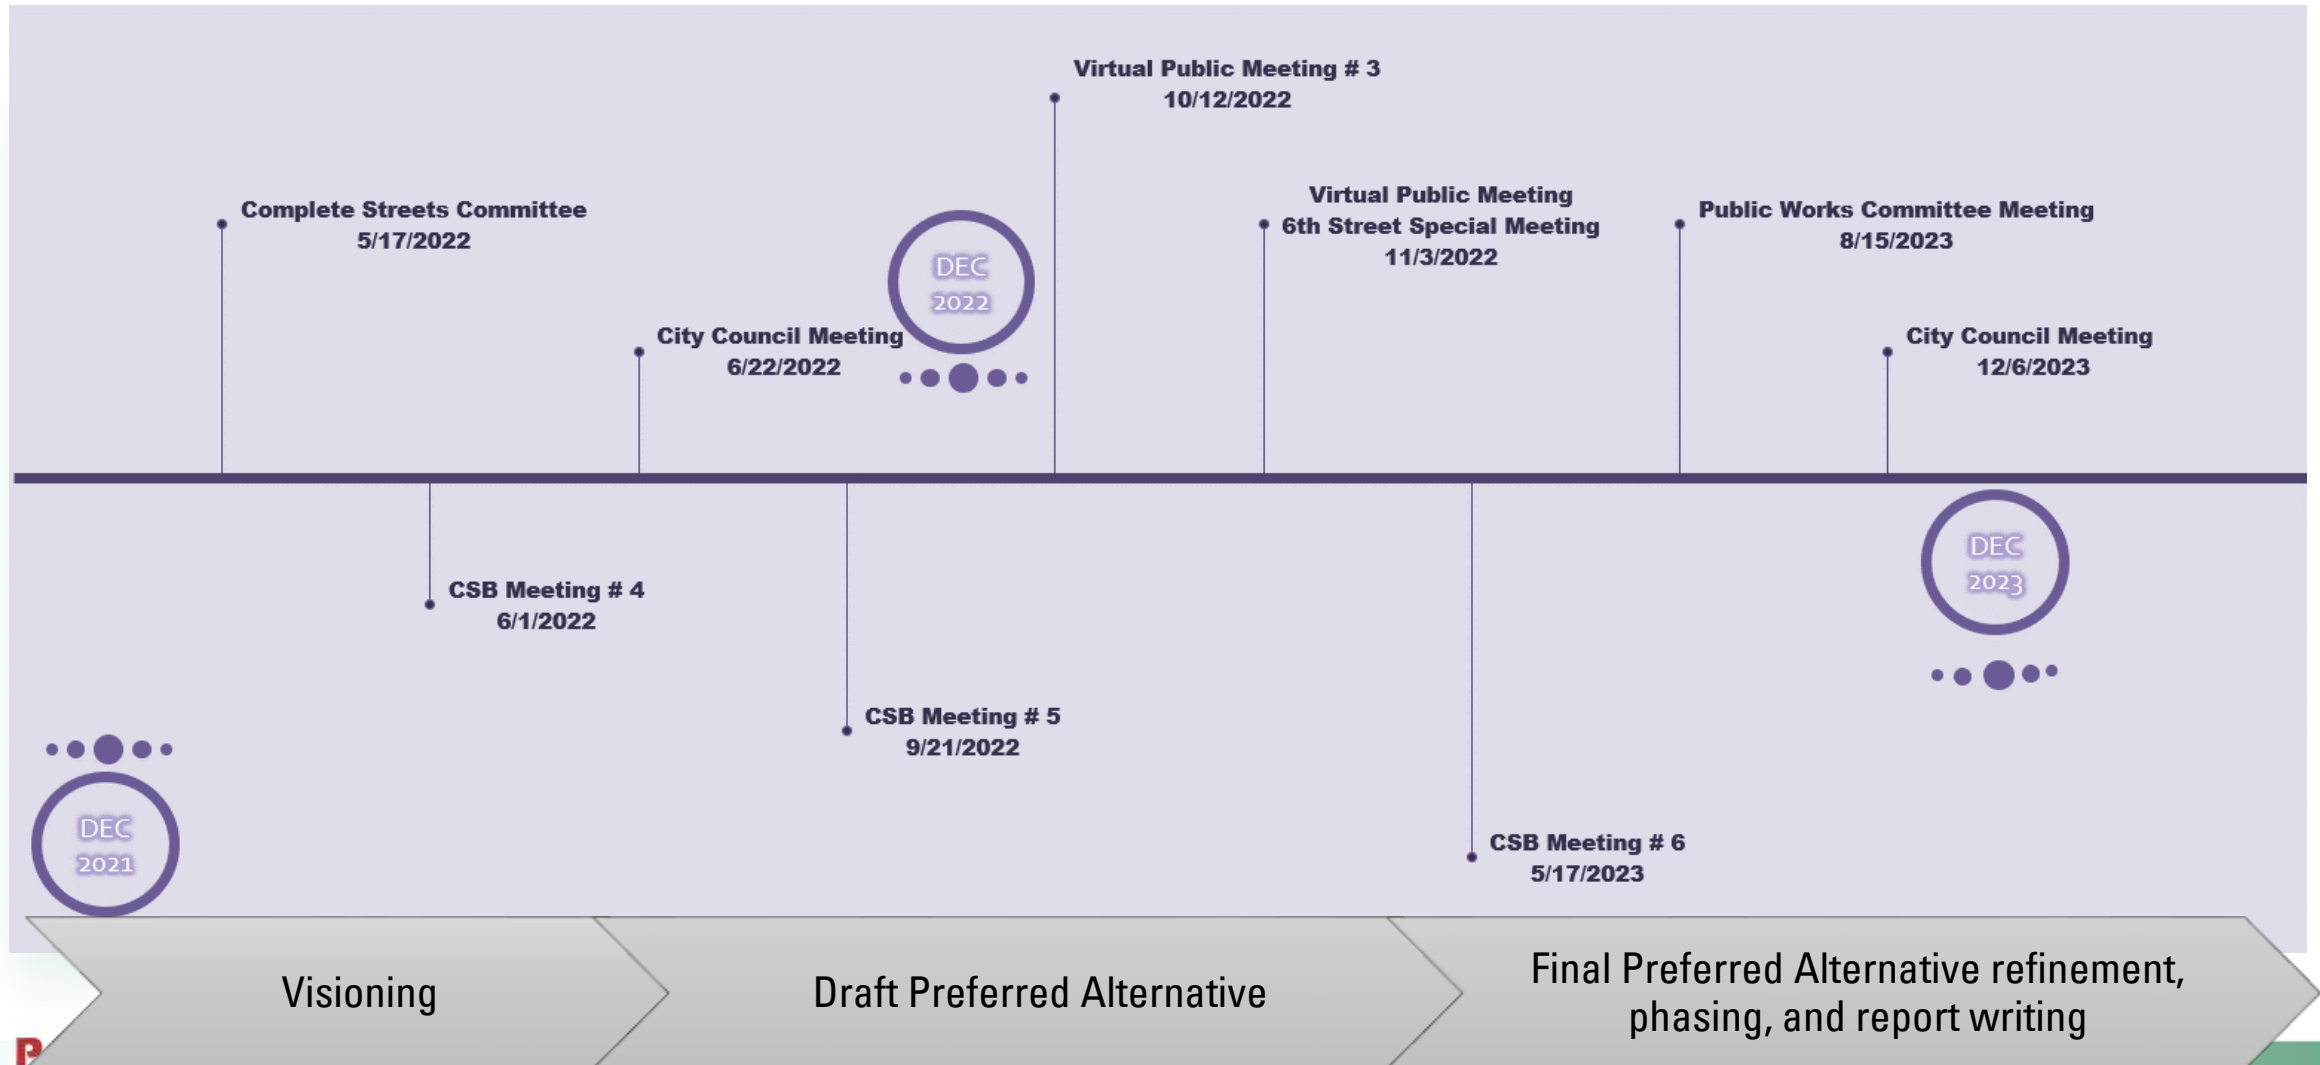 Virtual Public Meeting # 3
10/12/2022
Complete Streets Committee
5/17/2022
Virtual Public Meeting
6th Street Special Meeting
11/3/2022
Public Works Committee Meeting
8/15/2023
DEC
2022
City Council Meeting
6/22/2022
City Council Meeting
12/6/2023
DEC
2023
CSB Meeting # 4
6/1/2022
CSB Meeting # 5
9/21/2022
DEC
2021
CSB Meeting # 6
5/17/2023
Visioning
Draft Preferred Alternative
Final Preferred Alternative refinement,
phasing, and report writing